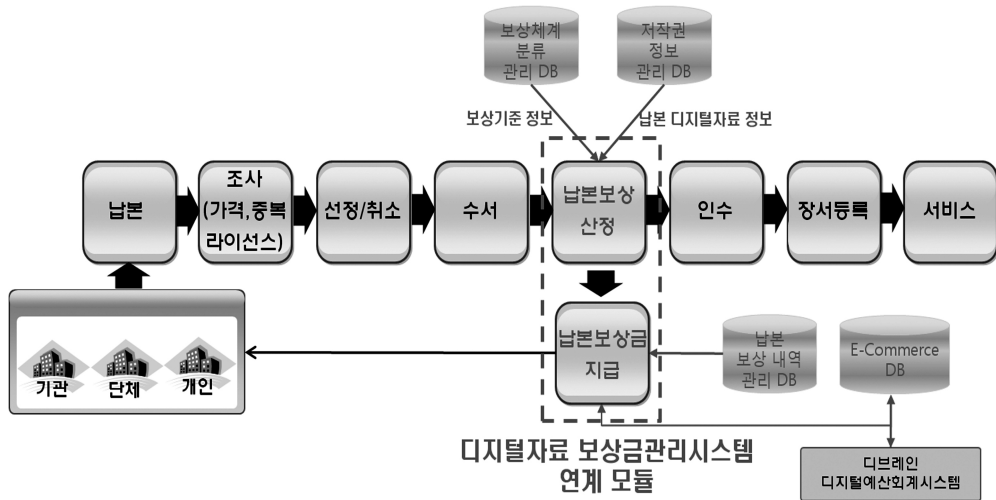 보상체계
분류
관리 DB
저작권
정보
관리 DB
보상기준 정보
납본 디지털자료 정보
납본
조사
(가격,중복
라이선스)
선정/취소
수서
납본보상
산정
인수
장서등록
서비스
기관
단체
개인
납본보상금
지급
납본
보상 내역
관리 DB
E-Commerce
DB
디지털자료 보상금관리시스템
연계 모듈
디브레인
디지털예산회계시스템